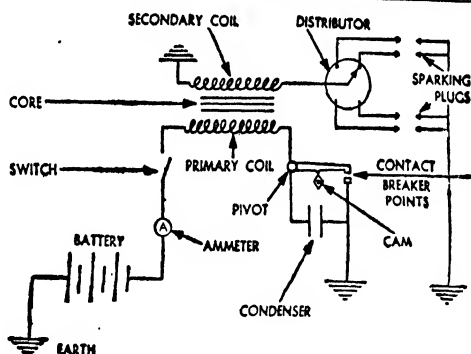 SECONDARY COIL
DISTRIBUTOR
SPARKING
PLUGS
CORE
SWITCH
PRIMARY COIL
CONTACT
BREAKER
POINTS
PIVOT
CAM
BATTERY
A
AMMETER
CONDENSER
EARTH